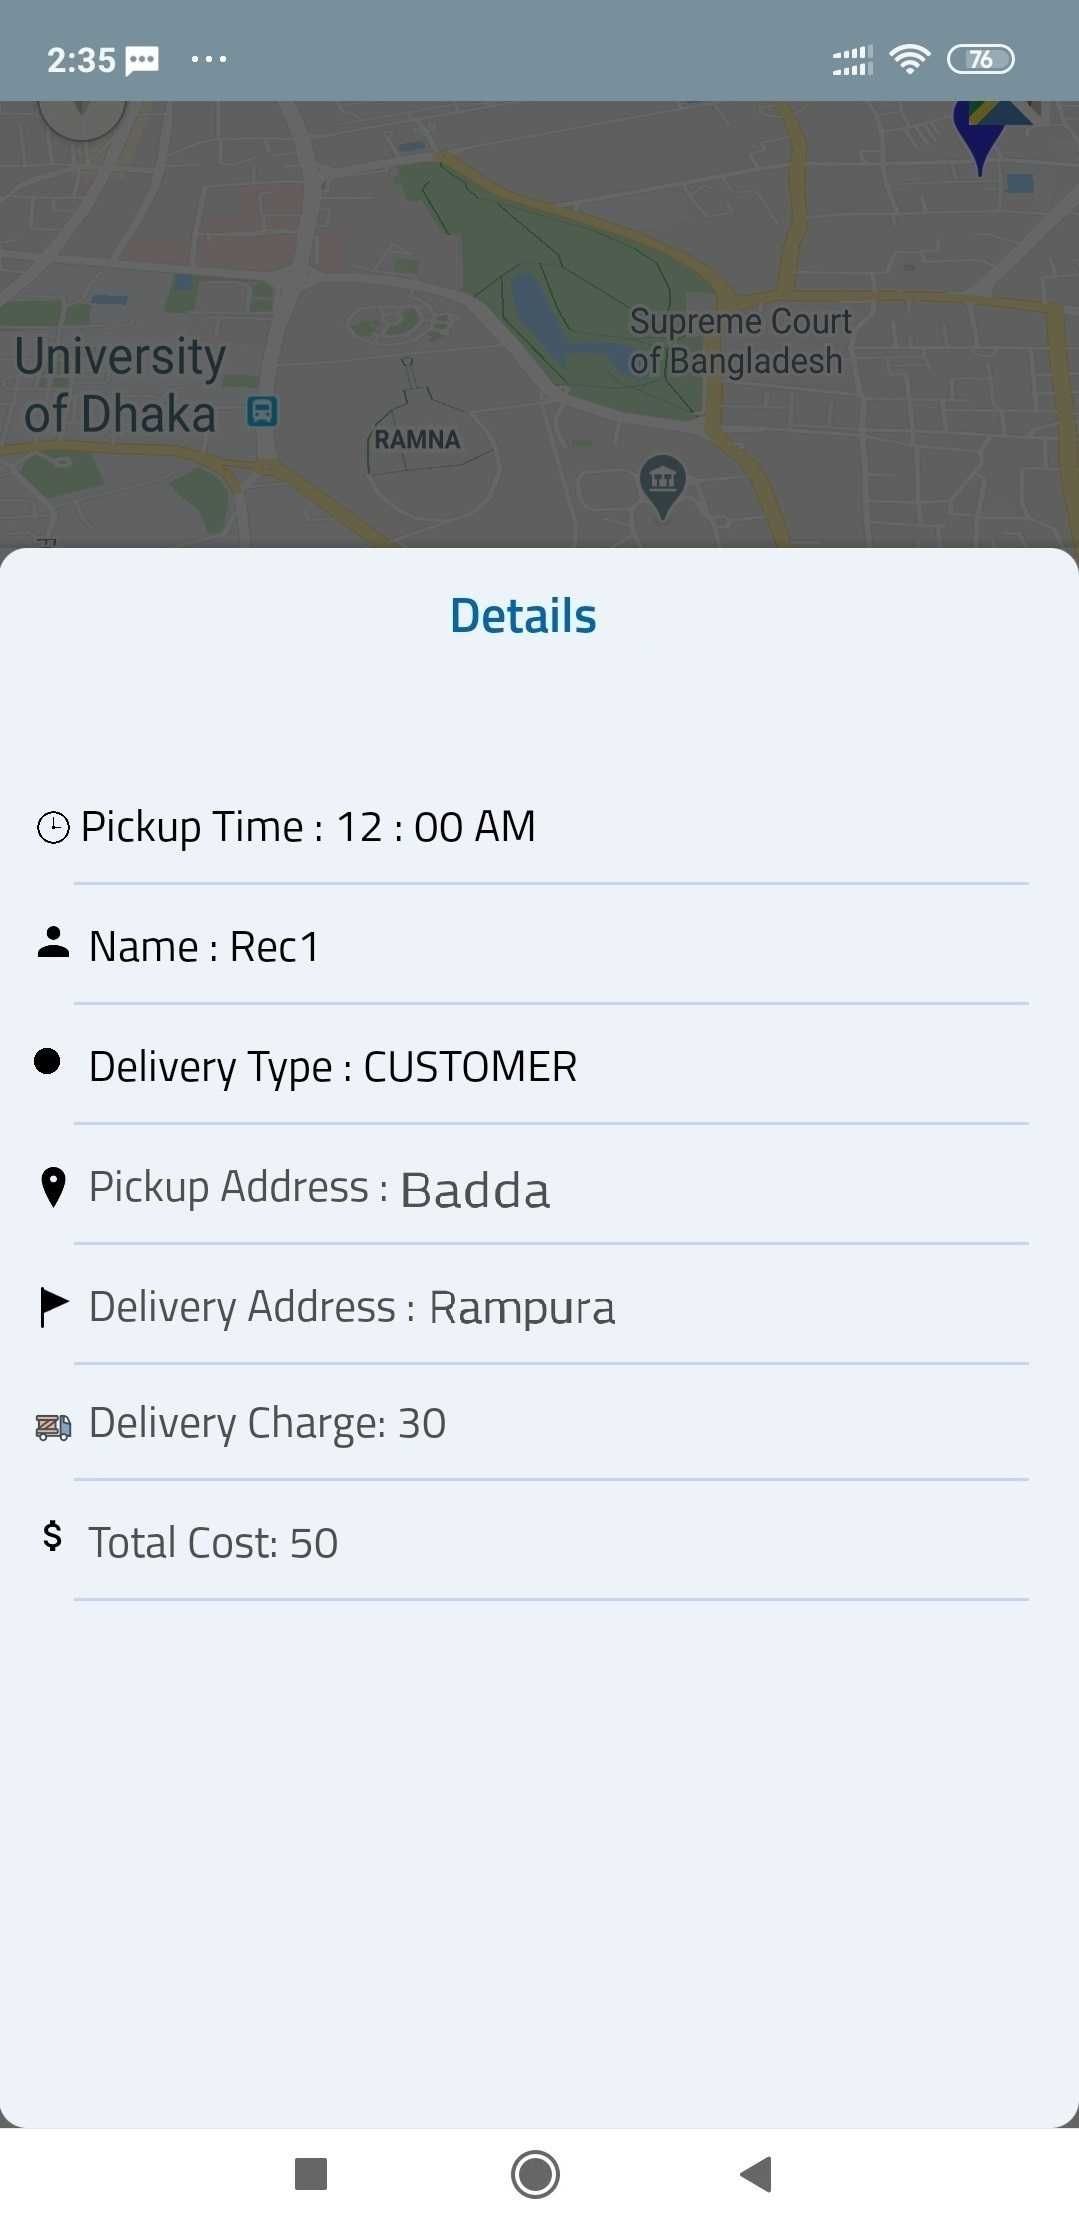 2:35
76
University
of Dhaka
RAMNA
Supreme Court
of Bangladesh
Details
Pickup Time : 12 : 00 AM
Name : Rec1
Delivery Type : CUSTOMER
Pickup Address : Badda
Delivery Address : Rampura
Delivery Charge: 30
$ Total Cost: 50